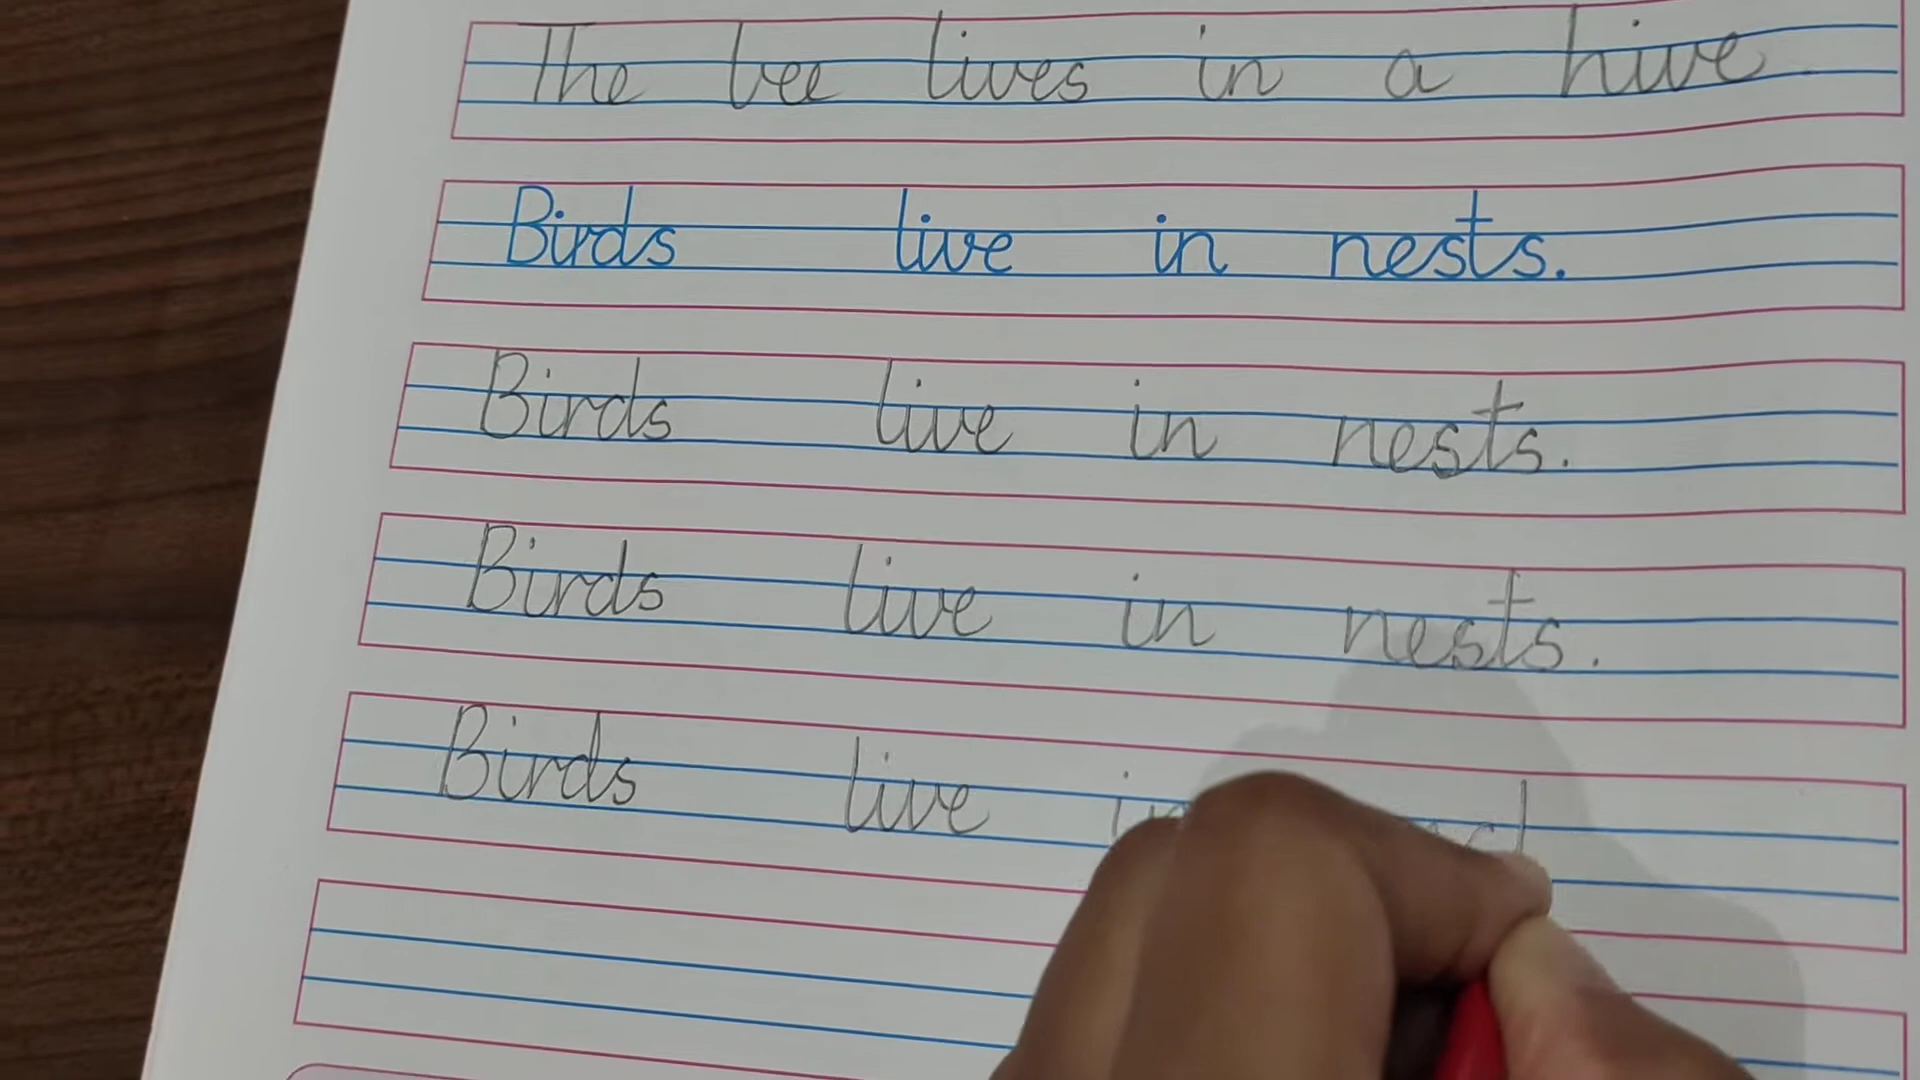 The bee lives in a hive
Birds live in nests.
Birds live in nests.
Birds live in nests.
Birds live in